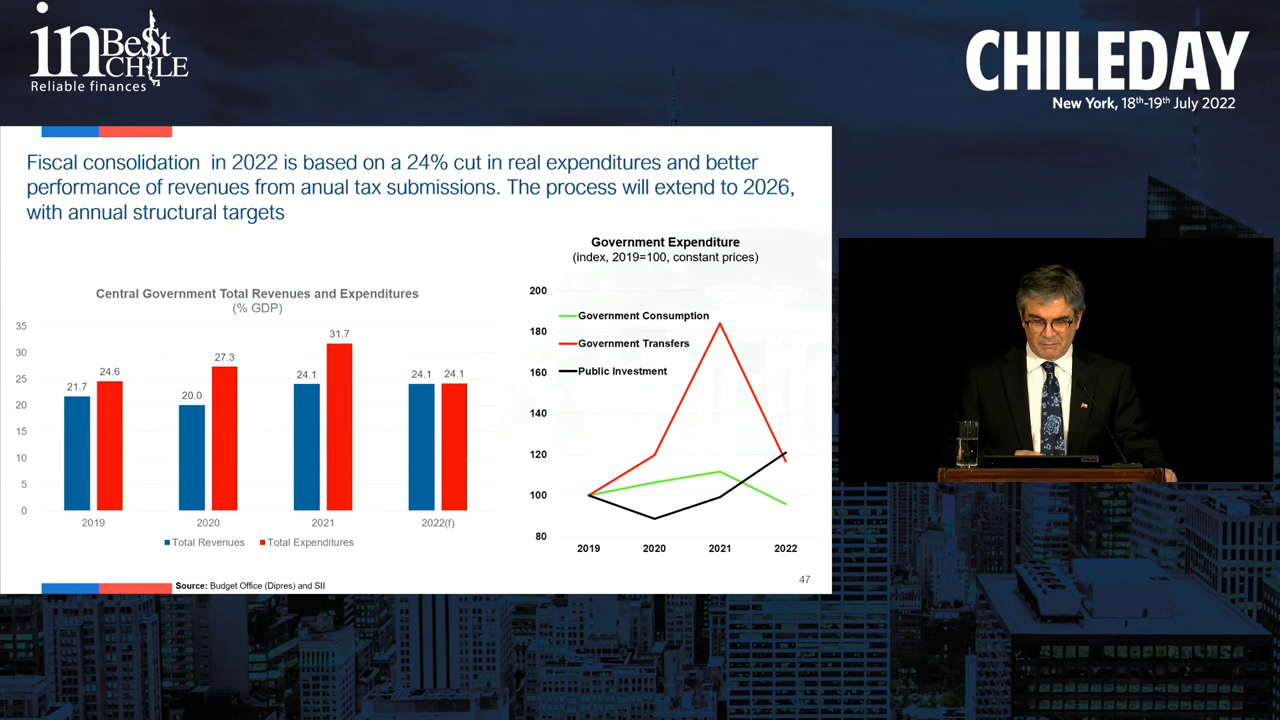 inBe$t
CHILE
Reliable finances
CHILEDAY
New York, 18th-19th July 2022
Fiscal consolidation in 2022 is based on a 24% cut in real expenditures and better
performance of revenues from anual tax submissions. The process will extend to 2026,
with annual structural targets
Central Government Total Revenues and Expenditures
(% GDP)
35
30
25
20
15
10
5
0
21.7
24.6
20.0
27.3
24.1
31.7
24.1
24.1
2019
2020
2021
2022(f)
Total Revenues
Total Expenditures
Government Expenditure
(index, 2019=100, constant prices)
200
180
160
140
120
100
80
Government Consumption
Government Transfers
Public Investment
2019
2020
2021
2022
Source: Budget Office (Dipres) and SII
47